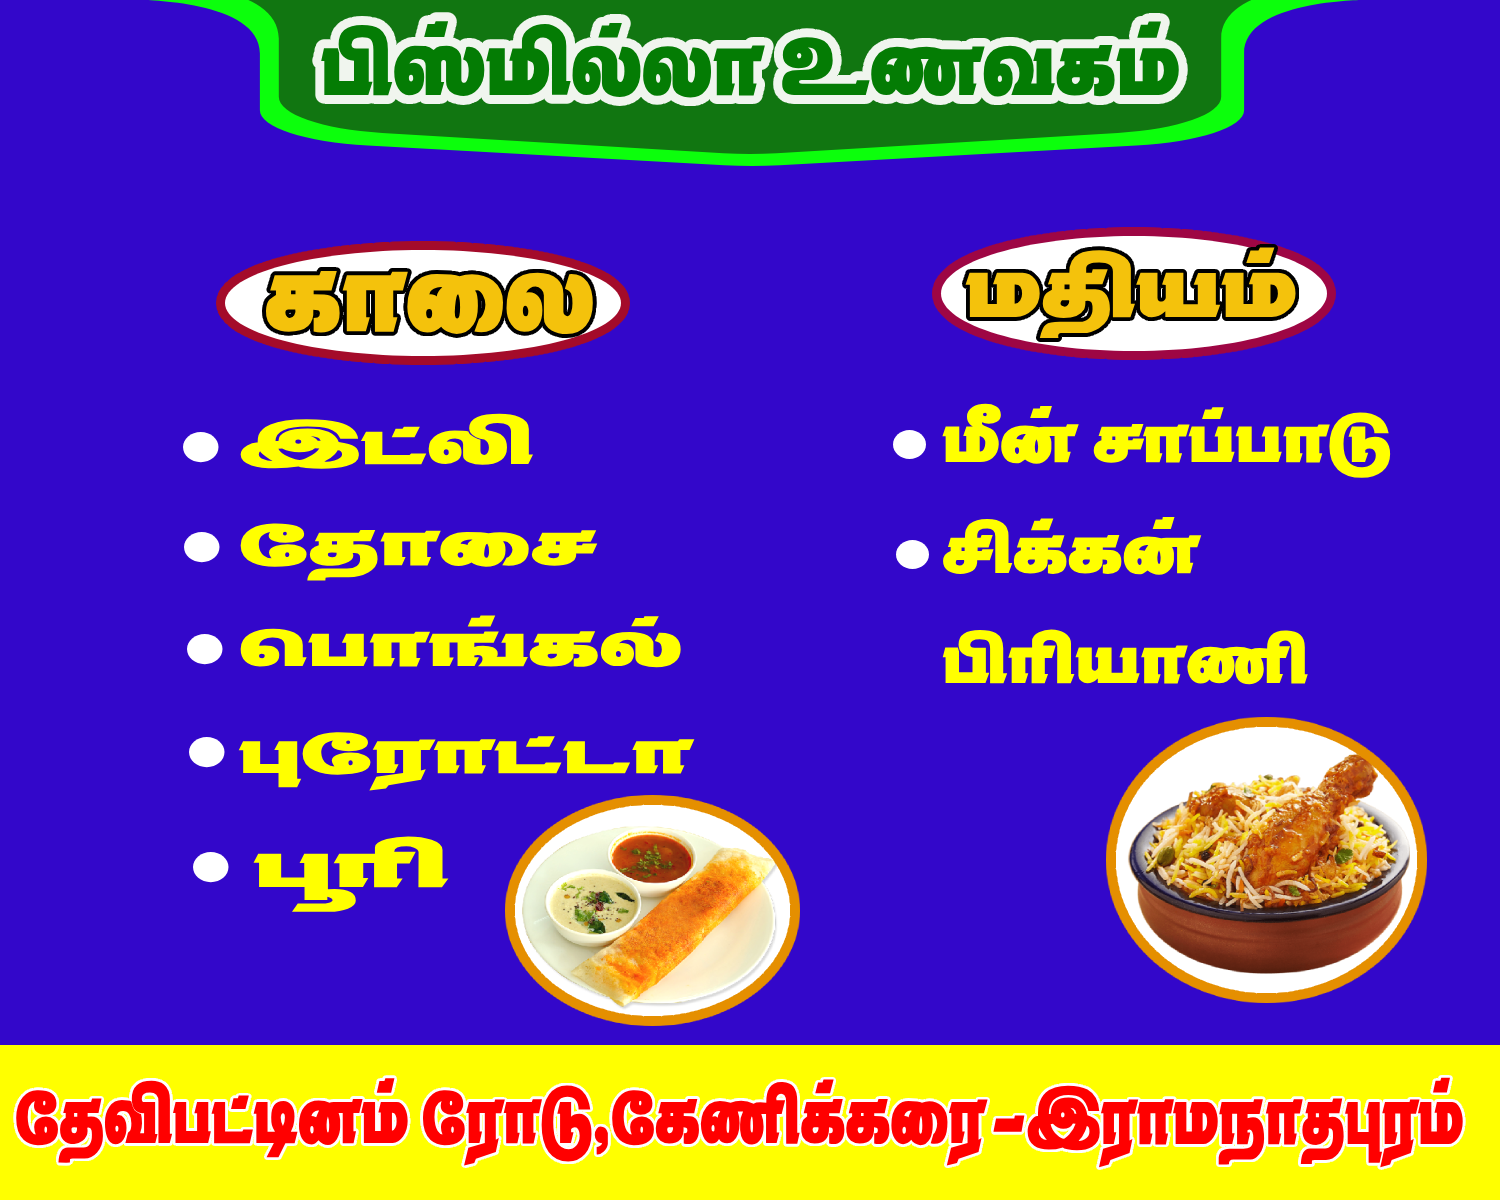 பிஸ்மில்லா உணவகம்
காலை
இட்லி
தோசை
பொங்கல்
புரோட்டா
பூரி
மதியம்
மீன் சாப்பாடு
சிக்கன்
பிரியாணி
தேவிபட்டினம் ரோடு,கேணிக்கரை-இராமநாதபுரம்